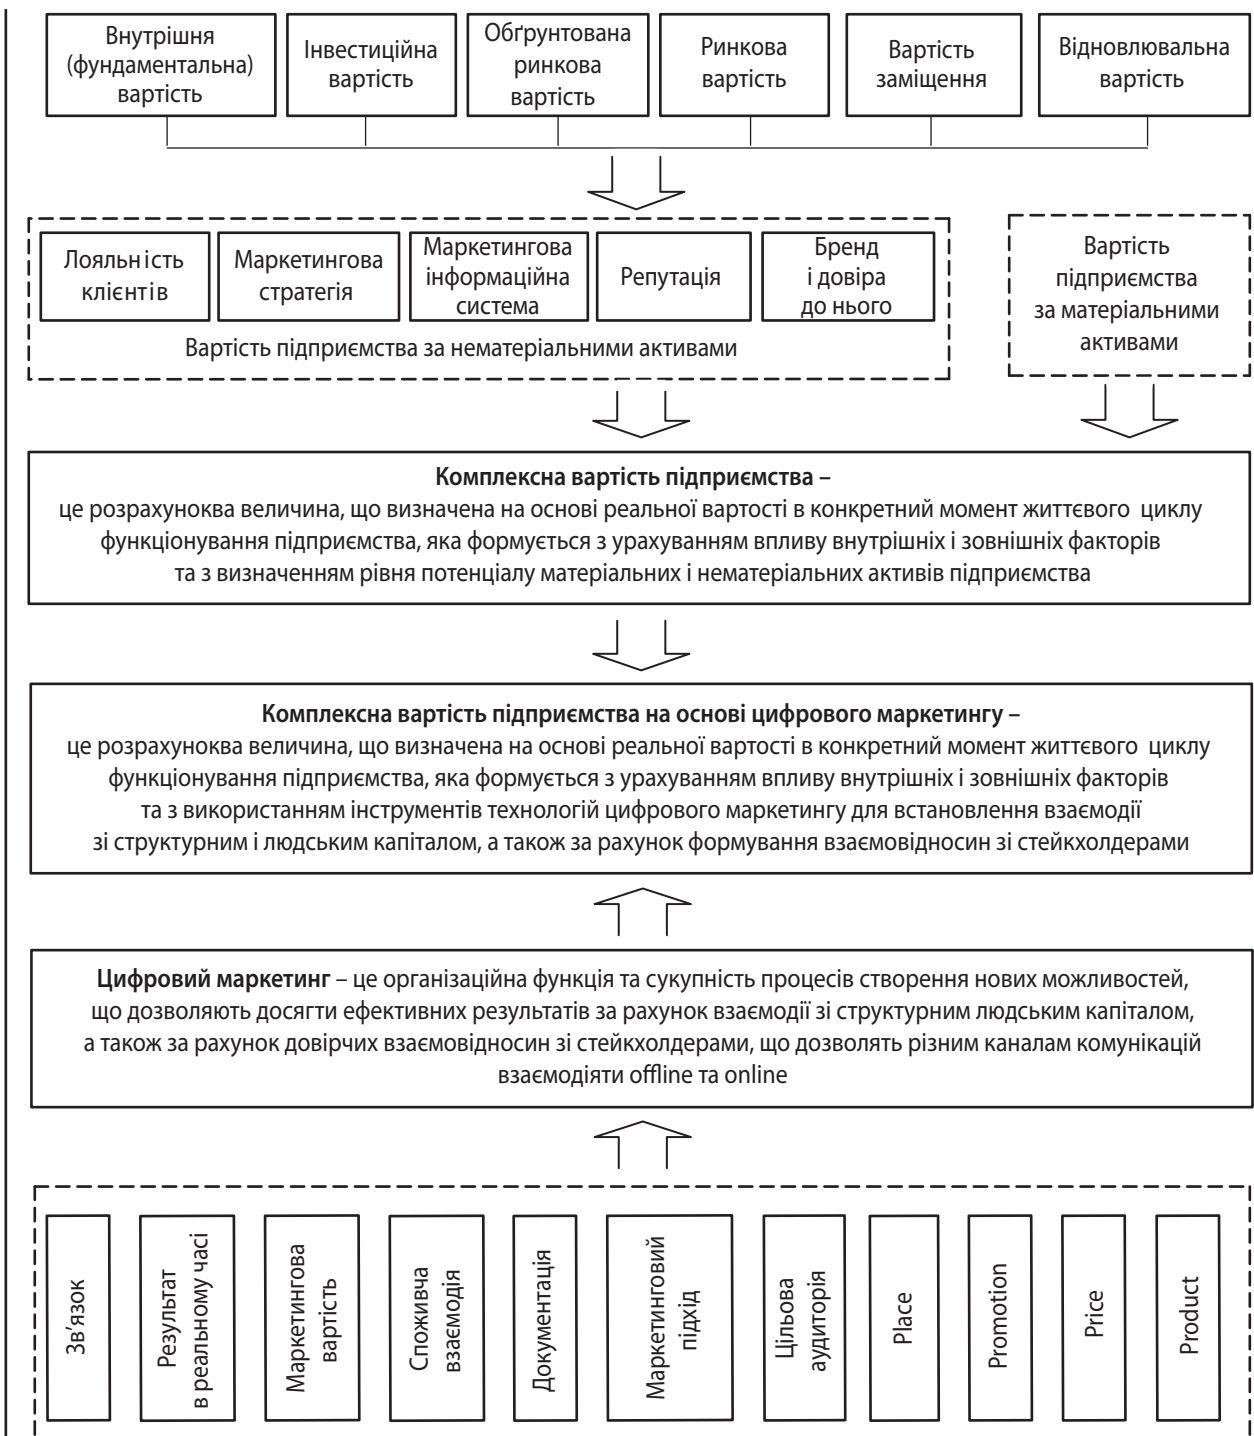 Внутрішня
(фундаментальна)
вартість
Інвестиційна
вартість
Обґрунтована
ринкова
вартість
Ринкова
вартість
Вартість
заміщення
Відновлювальна
вартість
Лояльність
клієнтів
Маркетингова
стратегія
Маркетингова
інформаційна
система
Репутація
Бренд
і довіра
до нього
Вартість підприємства за нематеріальними активами
Вартість
підприємства
за матеріальними
активами
Комплексна вартість підприємства –
це розрахуноква величина, що визначена на основі реальної вартості в конкретний момент життєвого циклу
функціонування підприємства, яка формується з урахуванням впливу внутрішніх і зовнішніх факторів
та з визначенням рівня потенціалу матеріальних і нематеріальних активів підприємства
Комплексна вартість підприємства на основі цифрового маркетингу –
це розрахуноква величина, що визначена на основі реальної вартості в конкретний момент життєвого циклу
функціонування підприємства, яка формується з урахуванням впливу внутрішніх і зовнішніх факторів
та з використанням інструментів технологій цифрового маркетингу для встановлення взаємодії
зі структурним і людським капіталом, а також за рахунок формування взаємовідносин зі стейкхолдерами
Цифровий маркетинг – це організаційна функція та сукупність процесів створення нових можливостей,
що дозволяють досягти ефективних результатів за рахунок взаємодії зі структурним людським капіталом,
а також за рахунок довірчих взаємовідносин зі стейкхолдерами, що дозволять різним каналам комунікацій
взаємодіяти offline та online
Зв'язок
Результат
в реальному часі
Маркетингова
вартість
Споживча
взаємодія
Документація
Маркетинговий
підхід
Цільова
аудиторія
Place
Promotion
Price
Product